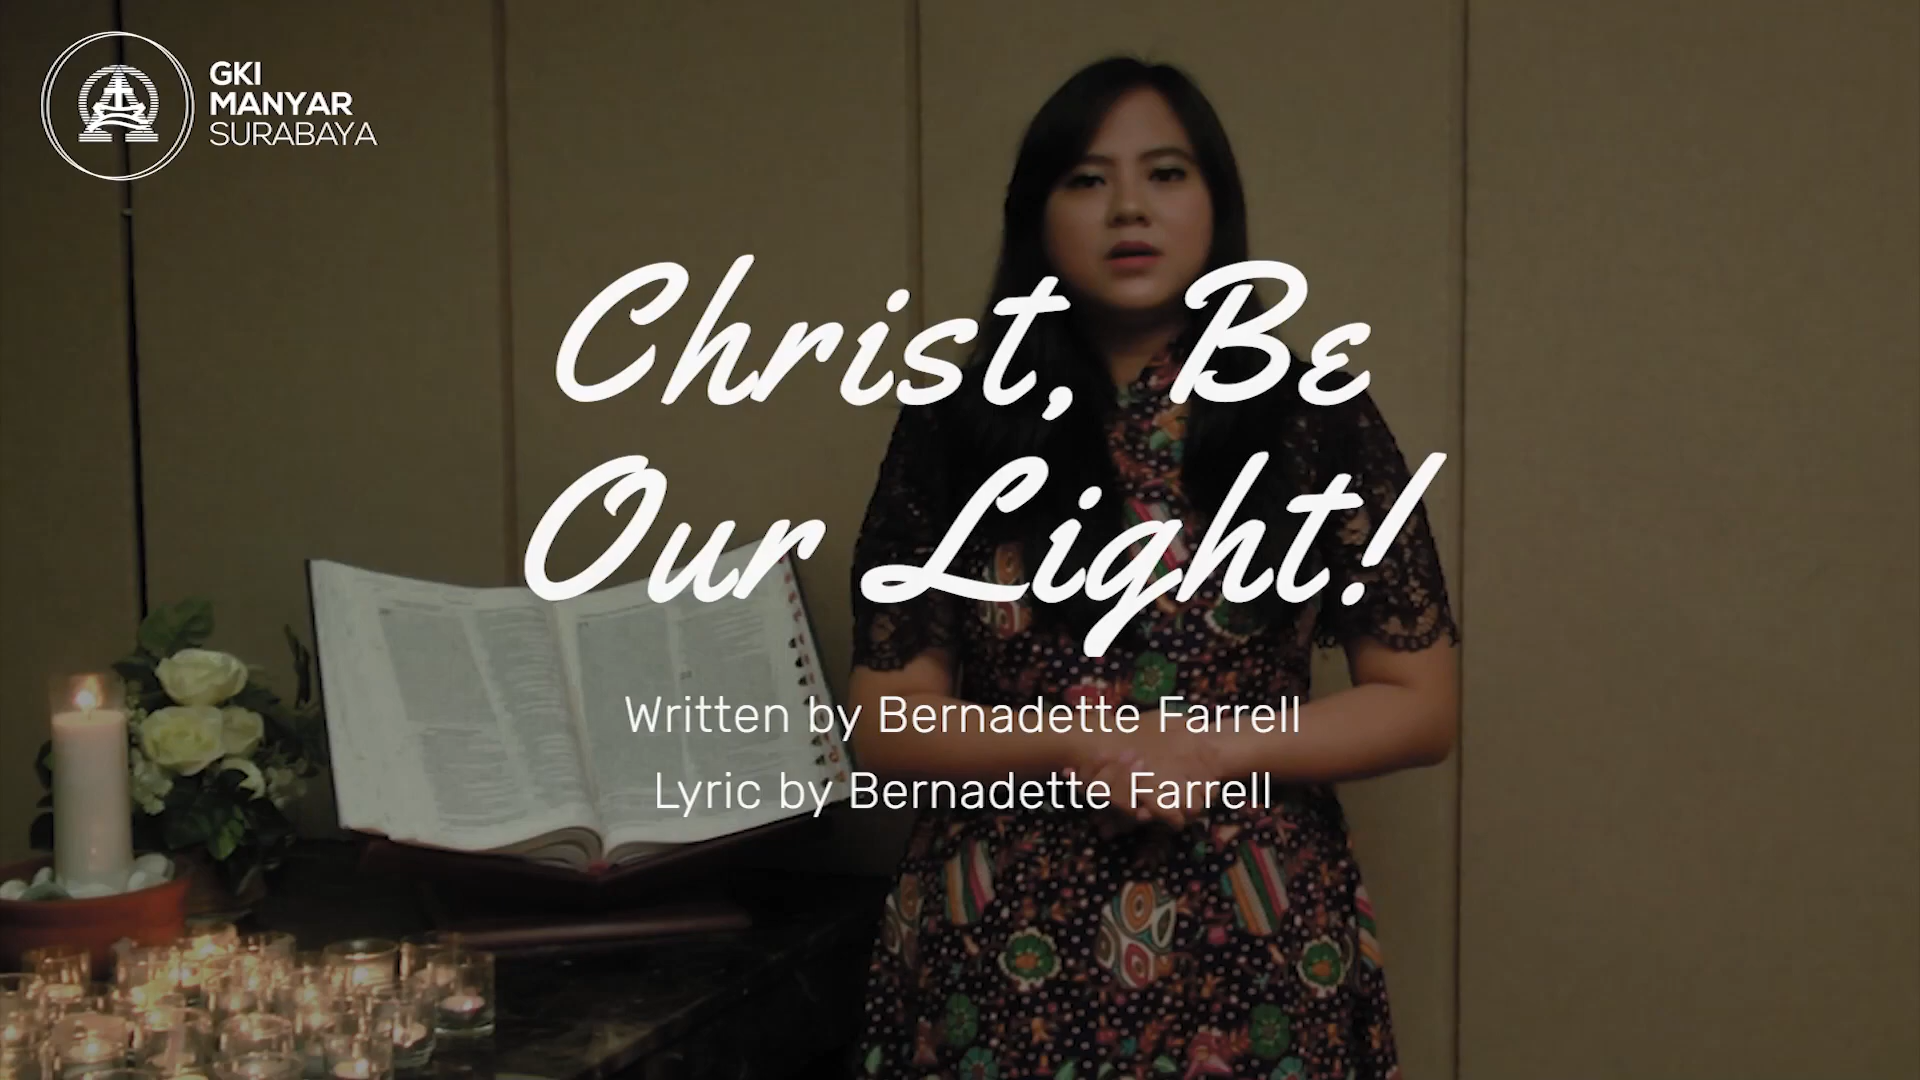 GKI
MANYAR
SURABAYA
Christ, Be
Our Light!
Written by Bernadette Farrell
Lyric by Bernadette Farrell